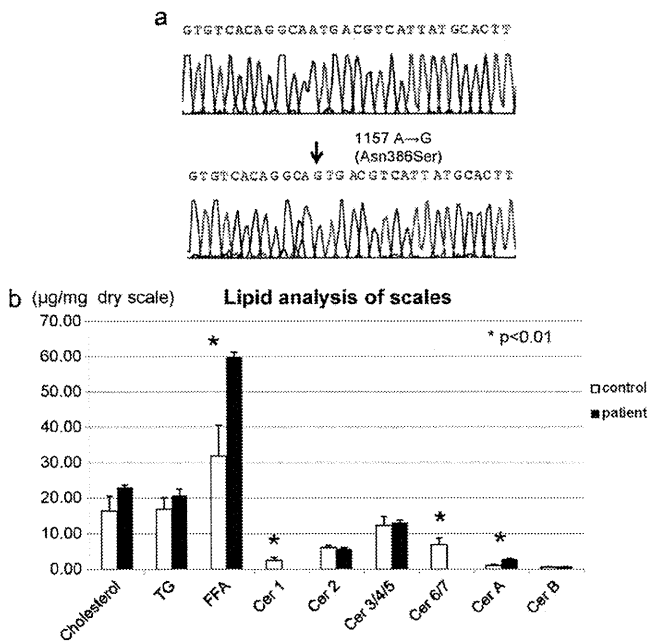 a
GTGTCACAGGCAATGACGTCATTATGCACTT
1157 A→G
(Asn386Ser)
GTGTCACAGGCAGTGACGTCATTATGCACTT
b (μg/mg dry scale) Lipid analysis of scales
70.00
60.00
50.00
40.00
30.00
20.00
10.00
0.00
* p<0.01
control
patient
*
*
*
*
Cholesterol
TG
FFA
Cer 1
Cer 2
Cer 3/4/5
Cer 6/7
Cer A
Cer B